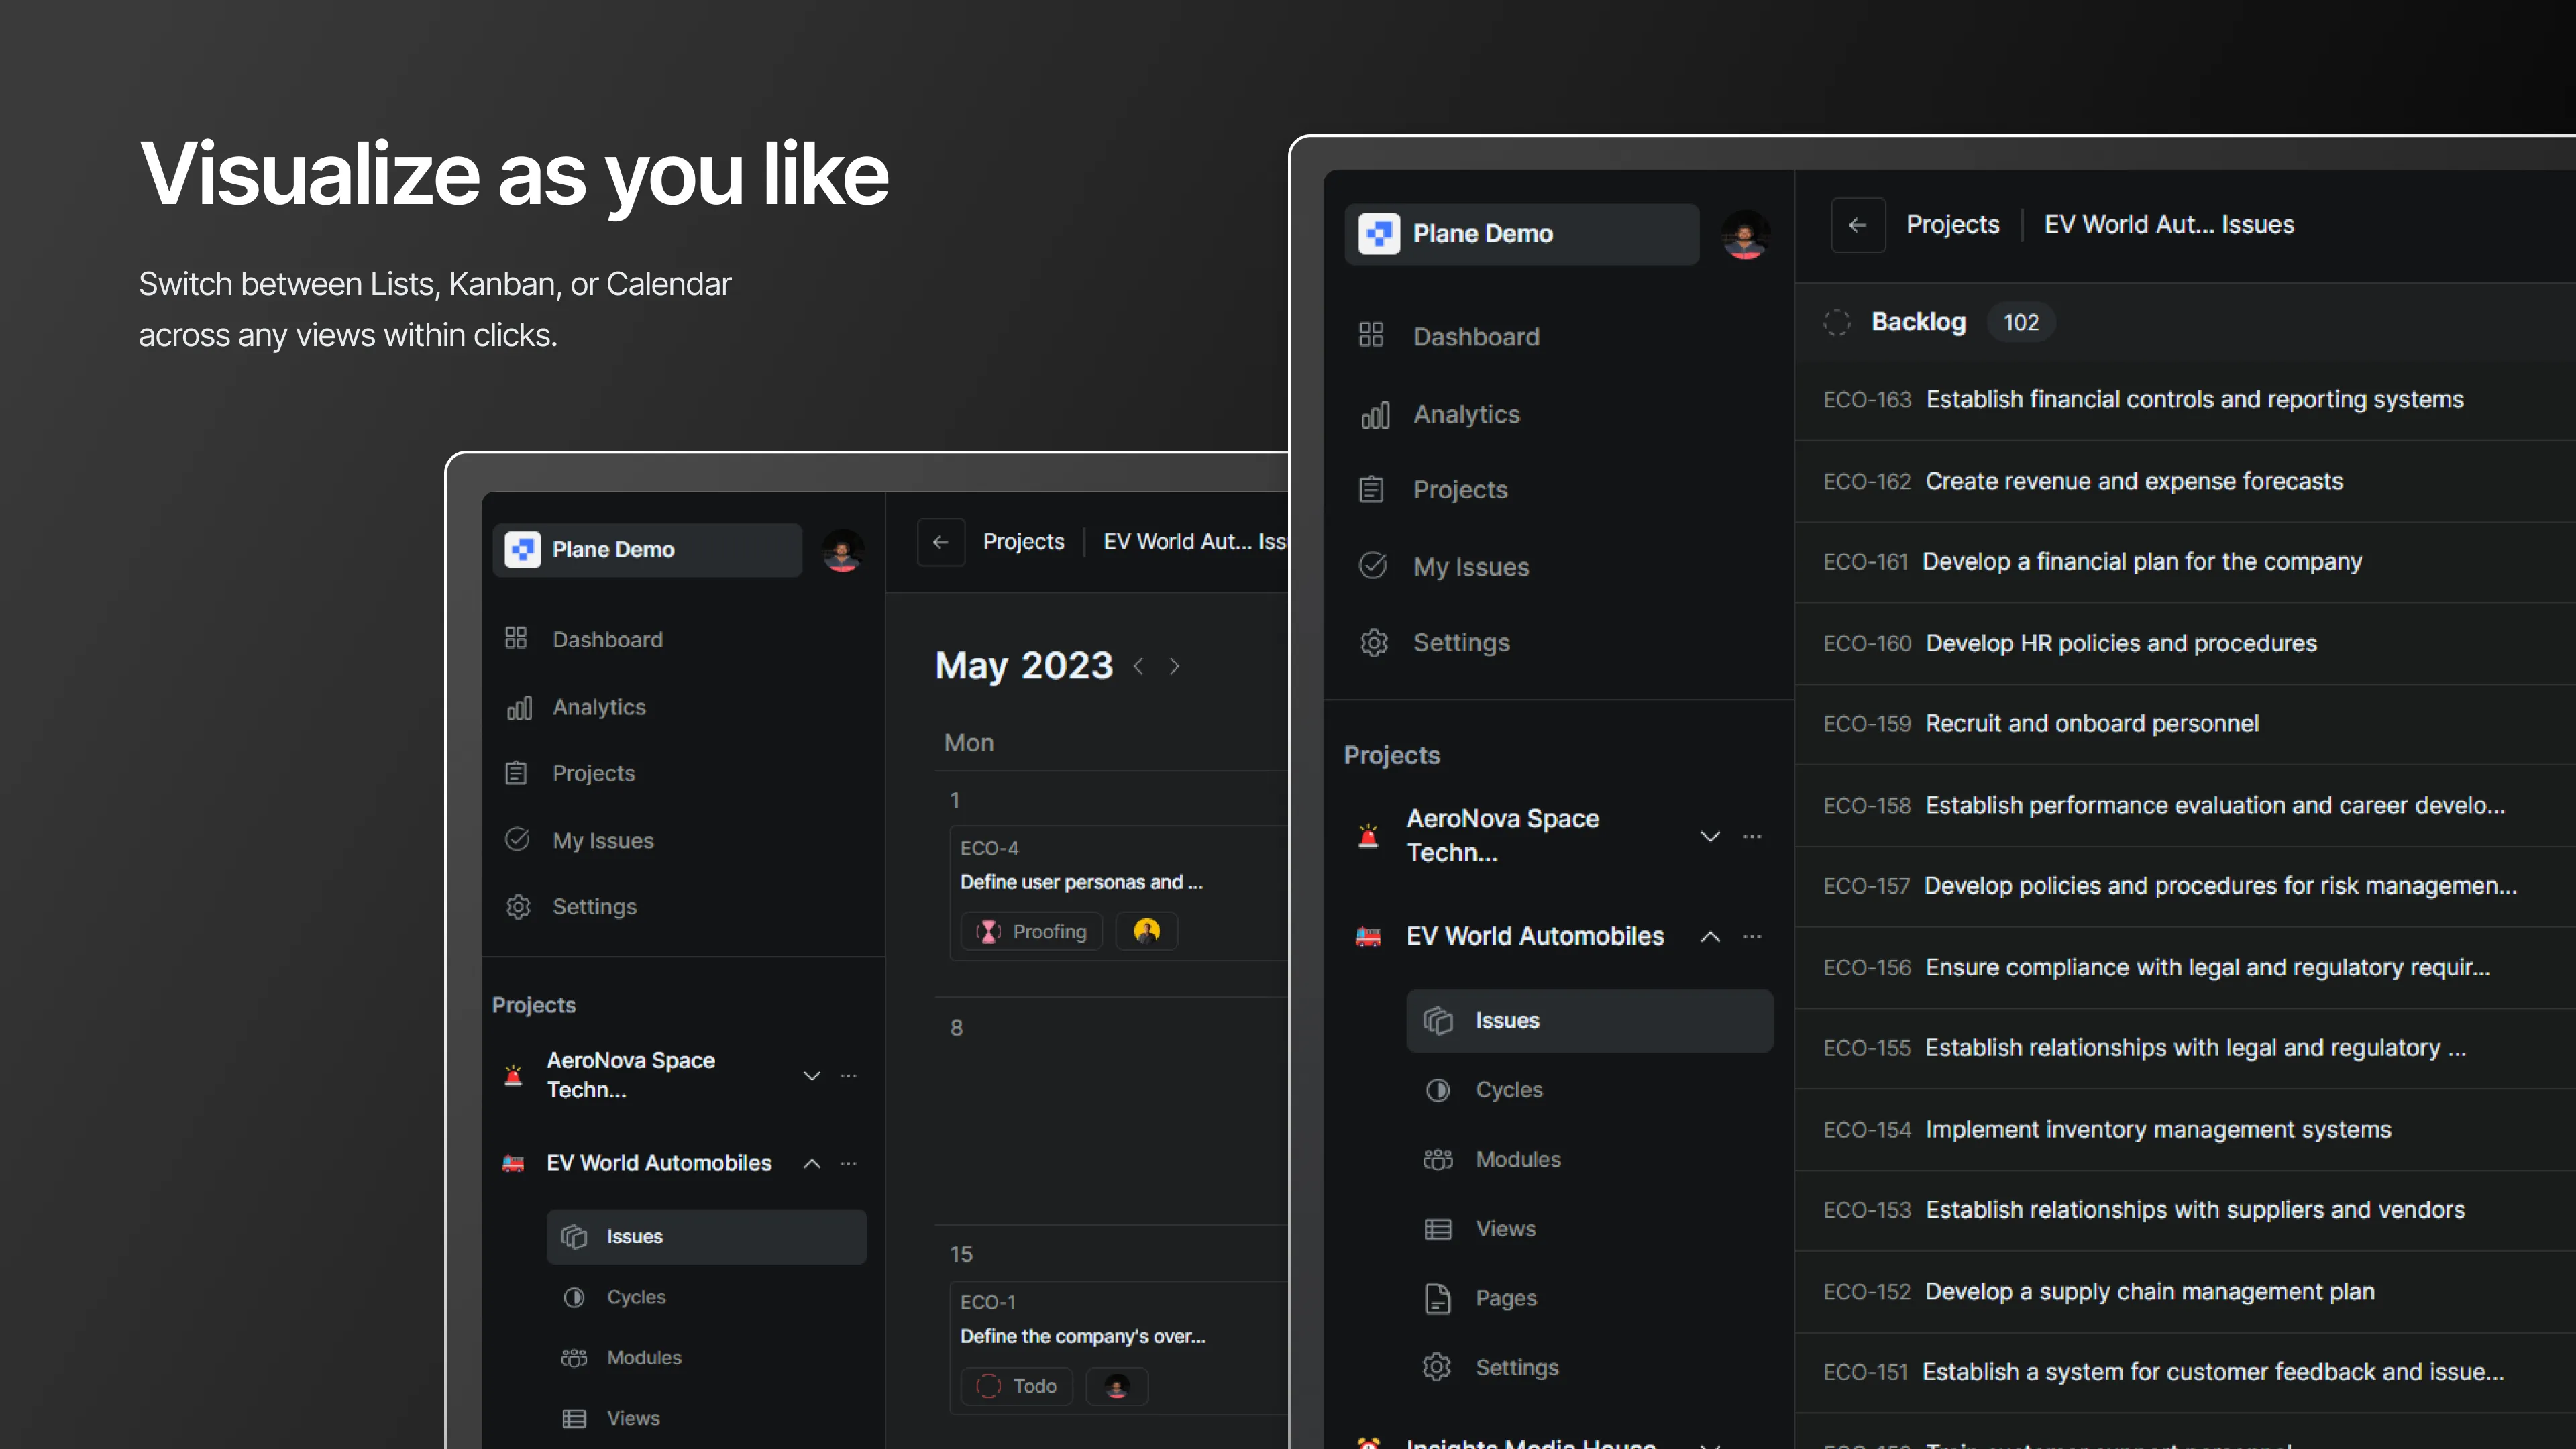 Visualize as you like
Switch between Lists, Kanban, or Calendar
across any views within clicks.
Plane Demo
Dashboard
Analytics
Projects
My Issues
Settings
Projects
AeroNova Space
Techn...
EV World Automobiles
Issues
Cycles
Modules
Views
Projects
EV World Aut... Iss
May 2023
Mon
1
ECO-4
Define user personas and ...
Proofing
8
15
ECO-1
Define the company's over...
Todo
Plane Demo
Dashboard
Analytics
Projects
My Issues
Settings
Projects
AeroNova Space
Techn...
EV World Automobiles
Issues
Cycles
Modules
Views
Pages
Settings
Insights Media House
Projects
EV World Aut... Issues
Backlog 102
ECO-163 Establish financial controls and reporting systems
ECO-162 Create revenue and expense forecasts
ECO-161 Develop a financial plan for the company
ECO-160 Develop HR policies and procedures
ECO-159 Recruit and onboard personnel
ECO-158 Establish performance evaluation and career develo...
ECO-157 Develop policies and procedures for risk managemen...
ECO-156 Ensure compliance with legal and regulatory requir...
ECO-155 Establish relationships with legal and regulatory ...
ECO-154 Implement inventory management systems
ECO-153 Establish relationships with suppliers and vendors
ECO-152 Develop a supply chain management plan
ECO-151 Establish a system for customer feedback and issue...